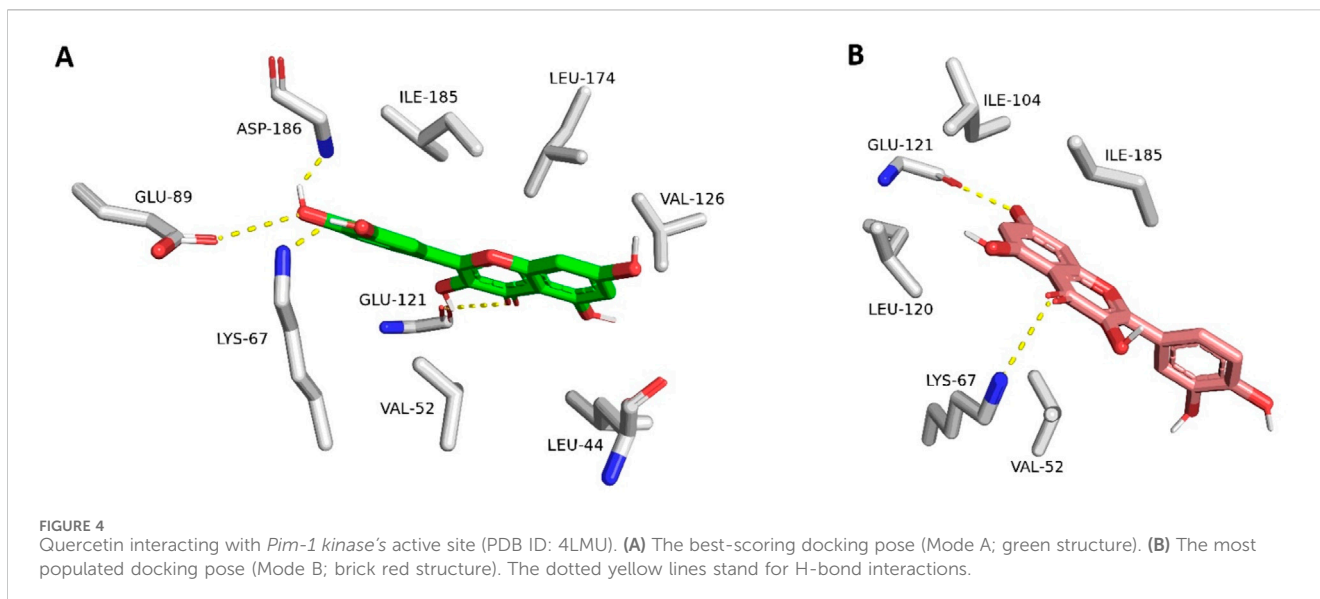 A
B
LEU-174
ILE-185
ILE-104
ASP-186
GLU-121
ILE-185
GLU-89
VAL-126
GLU-121
LEU-120
LYS-67
VAL-52
LYS-67
LEU-44
VAL-52
FIGURE 4
Quercetin interacting with Pim-1 kinase's active site (PDB ID: 4LMU). (A) The best-scoring docking pose (Mode A; green structure). (B) The most
populated docking pose (Mode B; brick red structure). The dotted yellow lines stand for H-bond interactions.